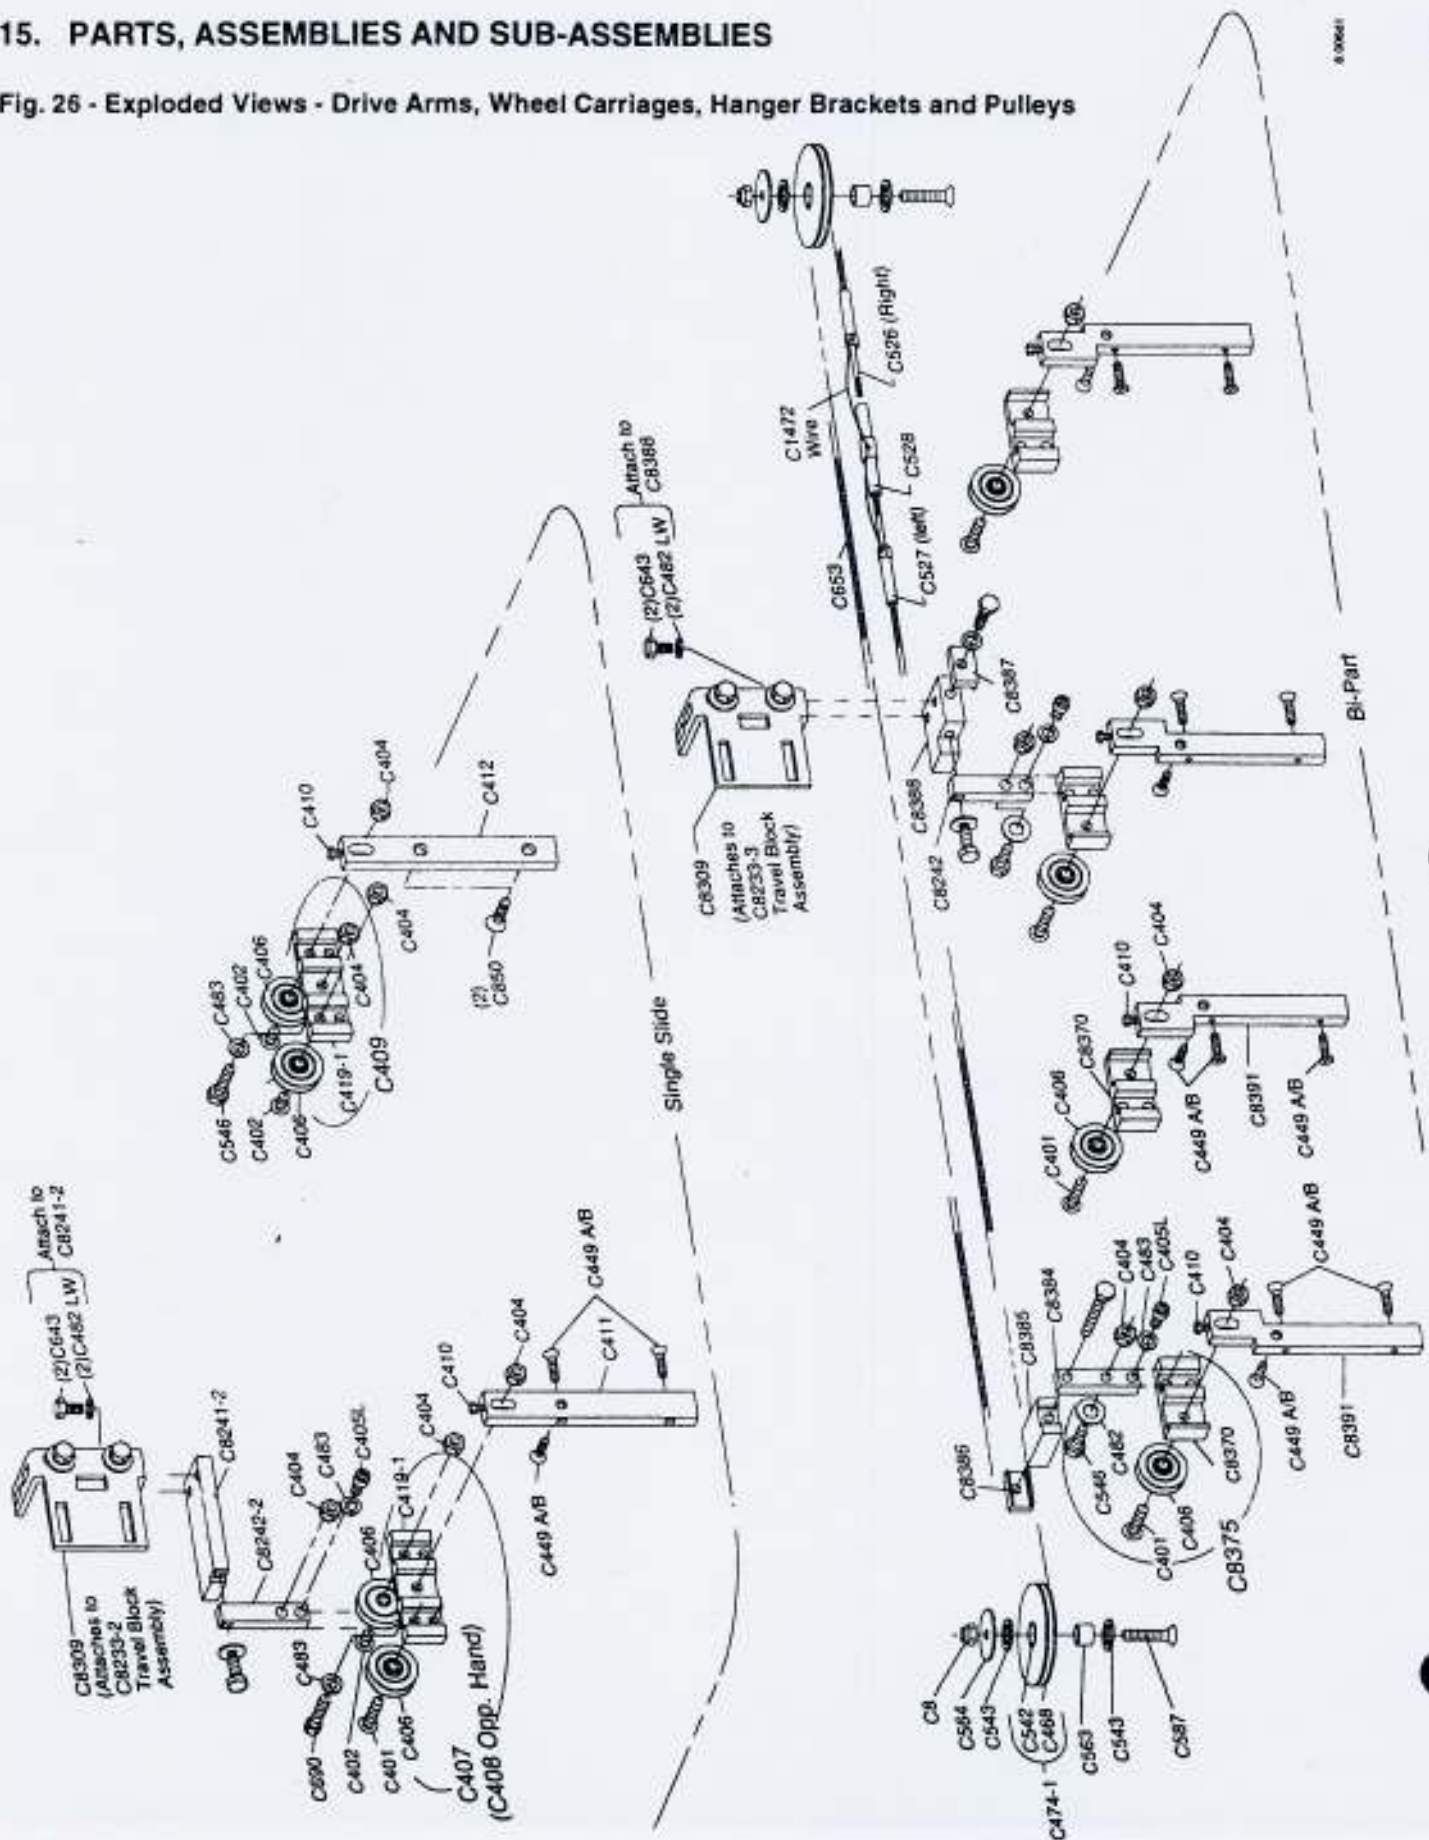 15. PARTS, ASSEMBLIES AND SUB-ASSEMBLIES
Fig. 26 - Exploded Views - Drive Arms, Wheel Carriages, Hanger Brackets and Pulleys
C8309
(Attaches to
C8233-2
Travel Block
Assembly)
(2)C643
(2)C482 LW
Attach to
C8241-2
C8241-2
C8242-2
C404
C483
C405L
C483
C690
C402
C401
C406
C406
C419-1
C407
(C408 Opp. Hand)
C404
C410
C404
C449 A/B
C411
C449 A/B
C546
C483
C402
C406
C402
C406
C419-1
C409
C404
C404
C410
C404
C412
(2)
C850
Single Slide
C8309
(Attaches to
C8233-3
Travel Block
Assembly)
(2)C643
(2)C482 LW
Attach to
C8388
C653
C1472
Wire
C526 (Right)
C528
C527 (left)
C8388
C8387
C8242
C8
C564
C543
C542
C468
C474-1
C563
C543
C587
C8386
C8385
C8384
C404
C483
C405L
C410
C404
C449 A/B
C546
C482
C401
C406
C8370
C8375
C449 A/B
C8391
C401
C406
C8370
C410
C404
C449 A/B
C8391
C449 A/B
Bi-Part